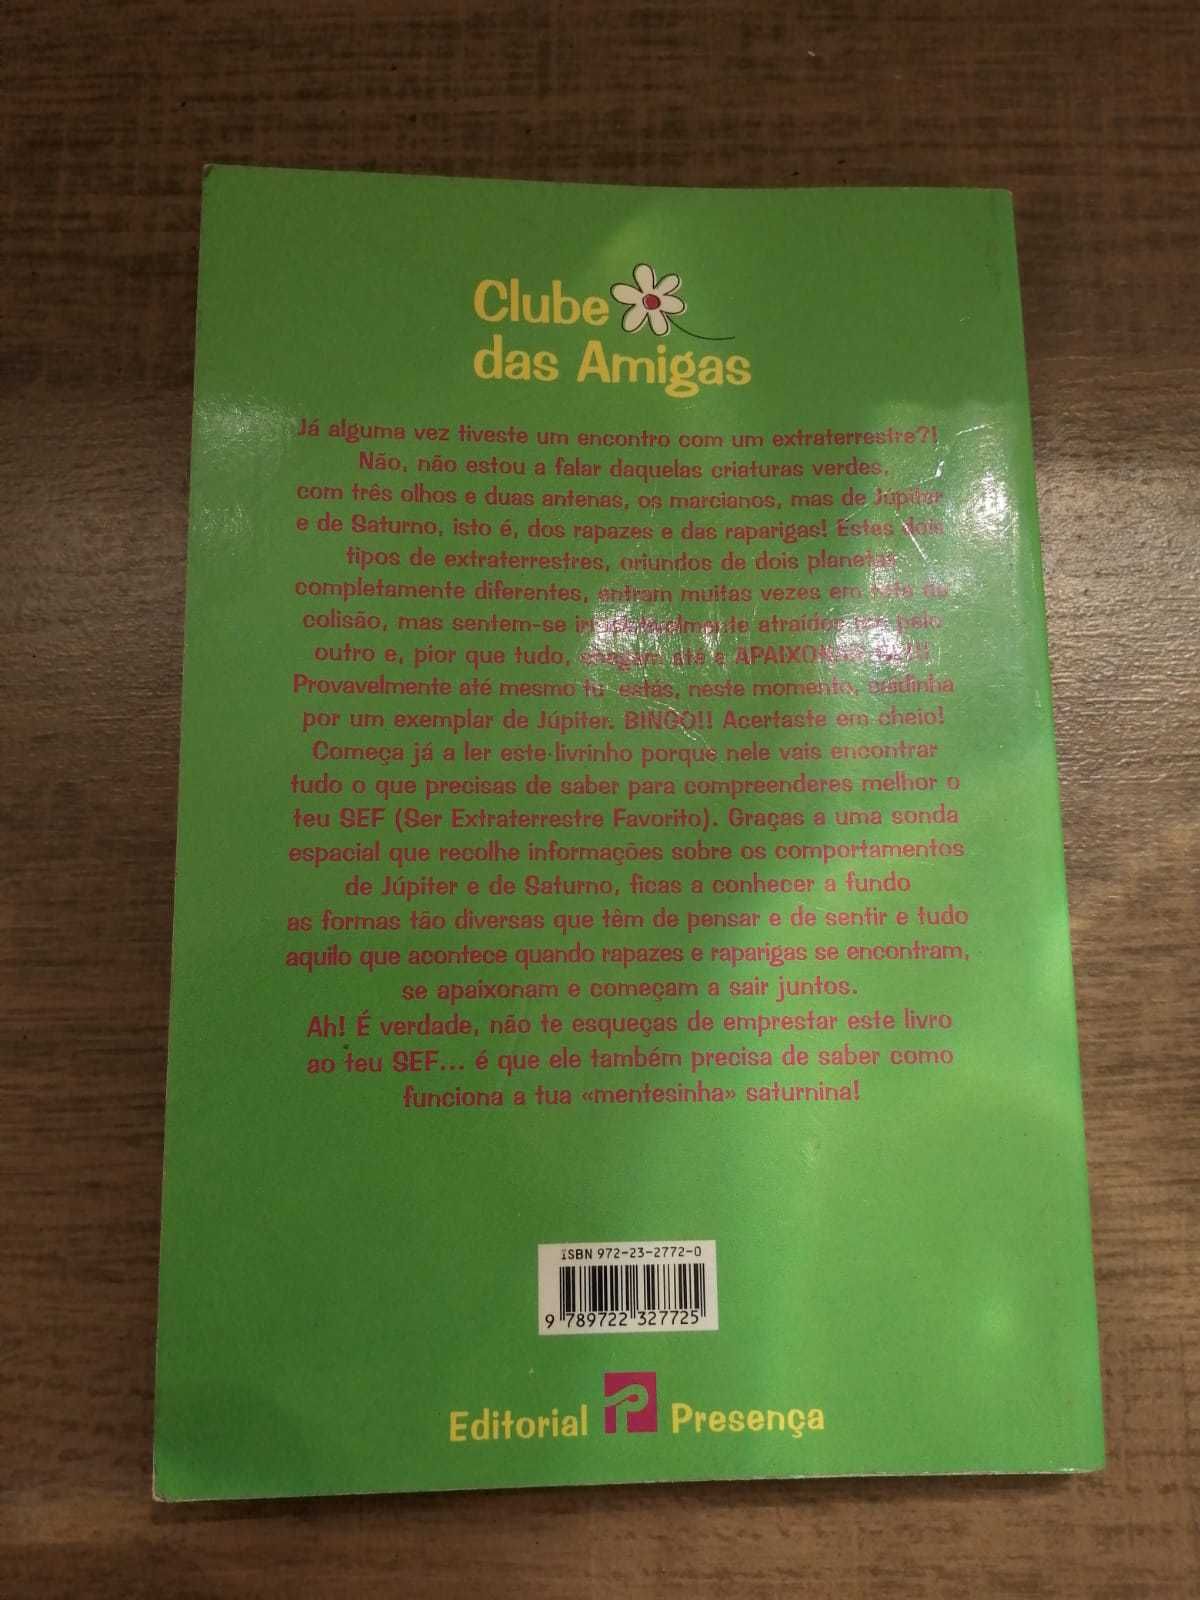 Clube
das Amigas
Já alguma vez tiveste um encontro com um extraterrestre?!
Não, não estou a falar daquelas criaturas verdes,
com três olhos e duas antenas, os marcianos, mas de Júpiter
e de Saturno, isto é, dos rapazes e das raparigas! Estes dois
tipos de extraterrestres, oriundos de dois planetas
completamente diferentes, entram muitas vezes em rota de
colisão, mas sentem-se irresistivelmente atraídos um pelo
outro e, pior que tudo, chegam até a
Provavelmente até mesmo tu estás, neste momento, caidinha
por um exemplar de Júpiter. BINGO!! Acertaste em cheio!
Começa já a ler este livrinho porque nele vais encontrar
tudo o que precisas de saber para compreenderes melhor o
teu SEF (Ser Extraterrestre Favorito). Graças a uma sonda
espacial que recolhe informações sobre os comportamentos
de Júpiter e de Saturno, ficas a conhecer a fundo
as formas tão diversas que têm de pensar e de sentir e tudo
aquilo que acontece quando rapazes e raparigas se encontram,
se apaixonam e começam a sair juntos.
Ah! É verdade, não te esqueças de emprestar este livro
ao teu SEF... é que ele também precisa de saber como
funciona a tua «mentesinha» saturnina!
ISBN 972-23-2772-0
9 789722 327725
Editorial P Presença